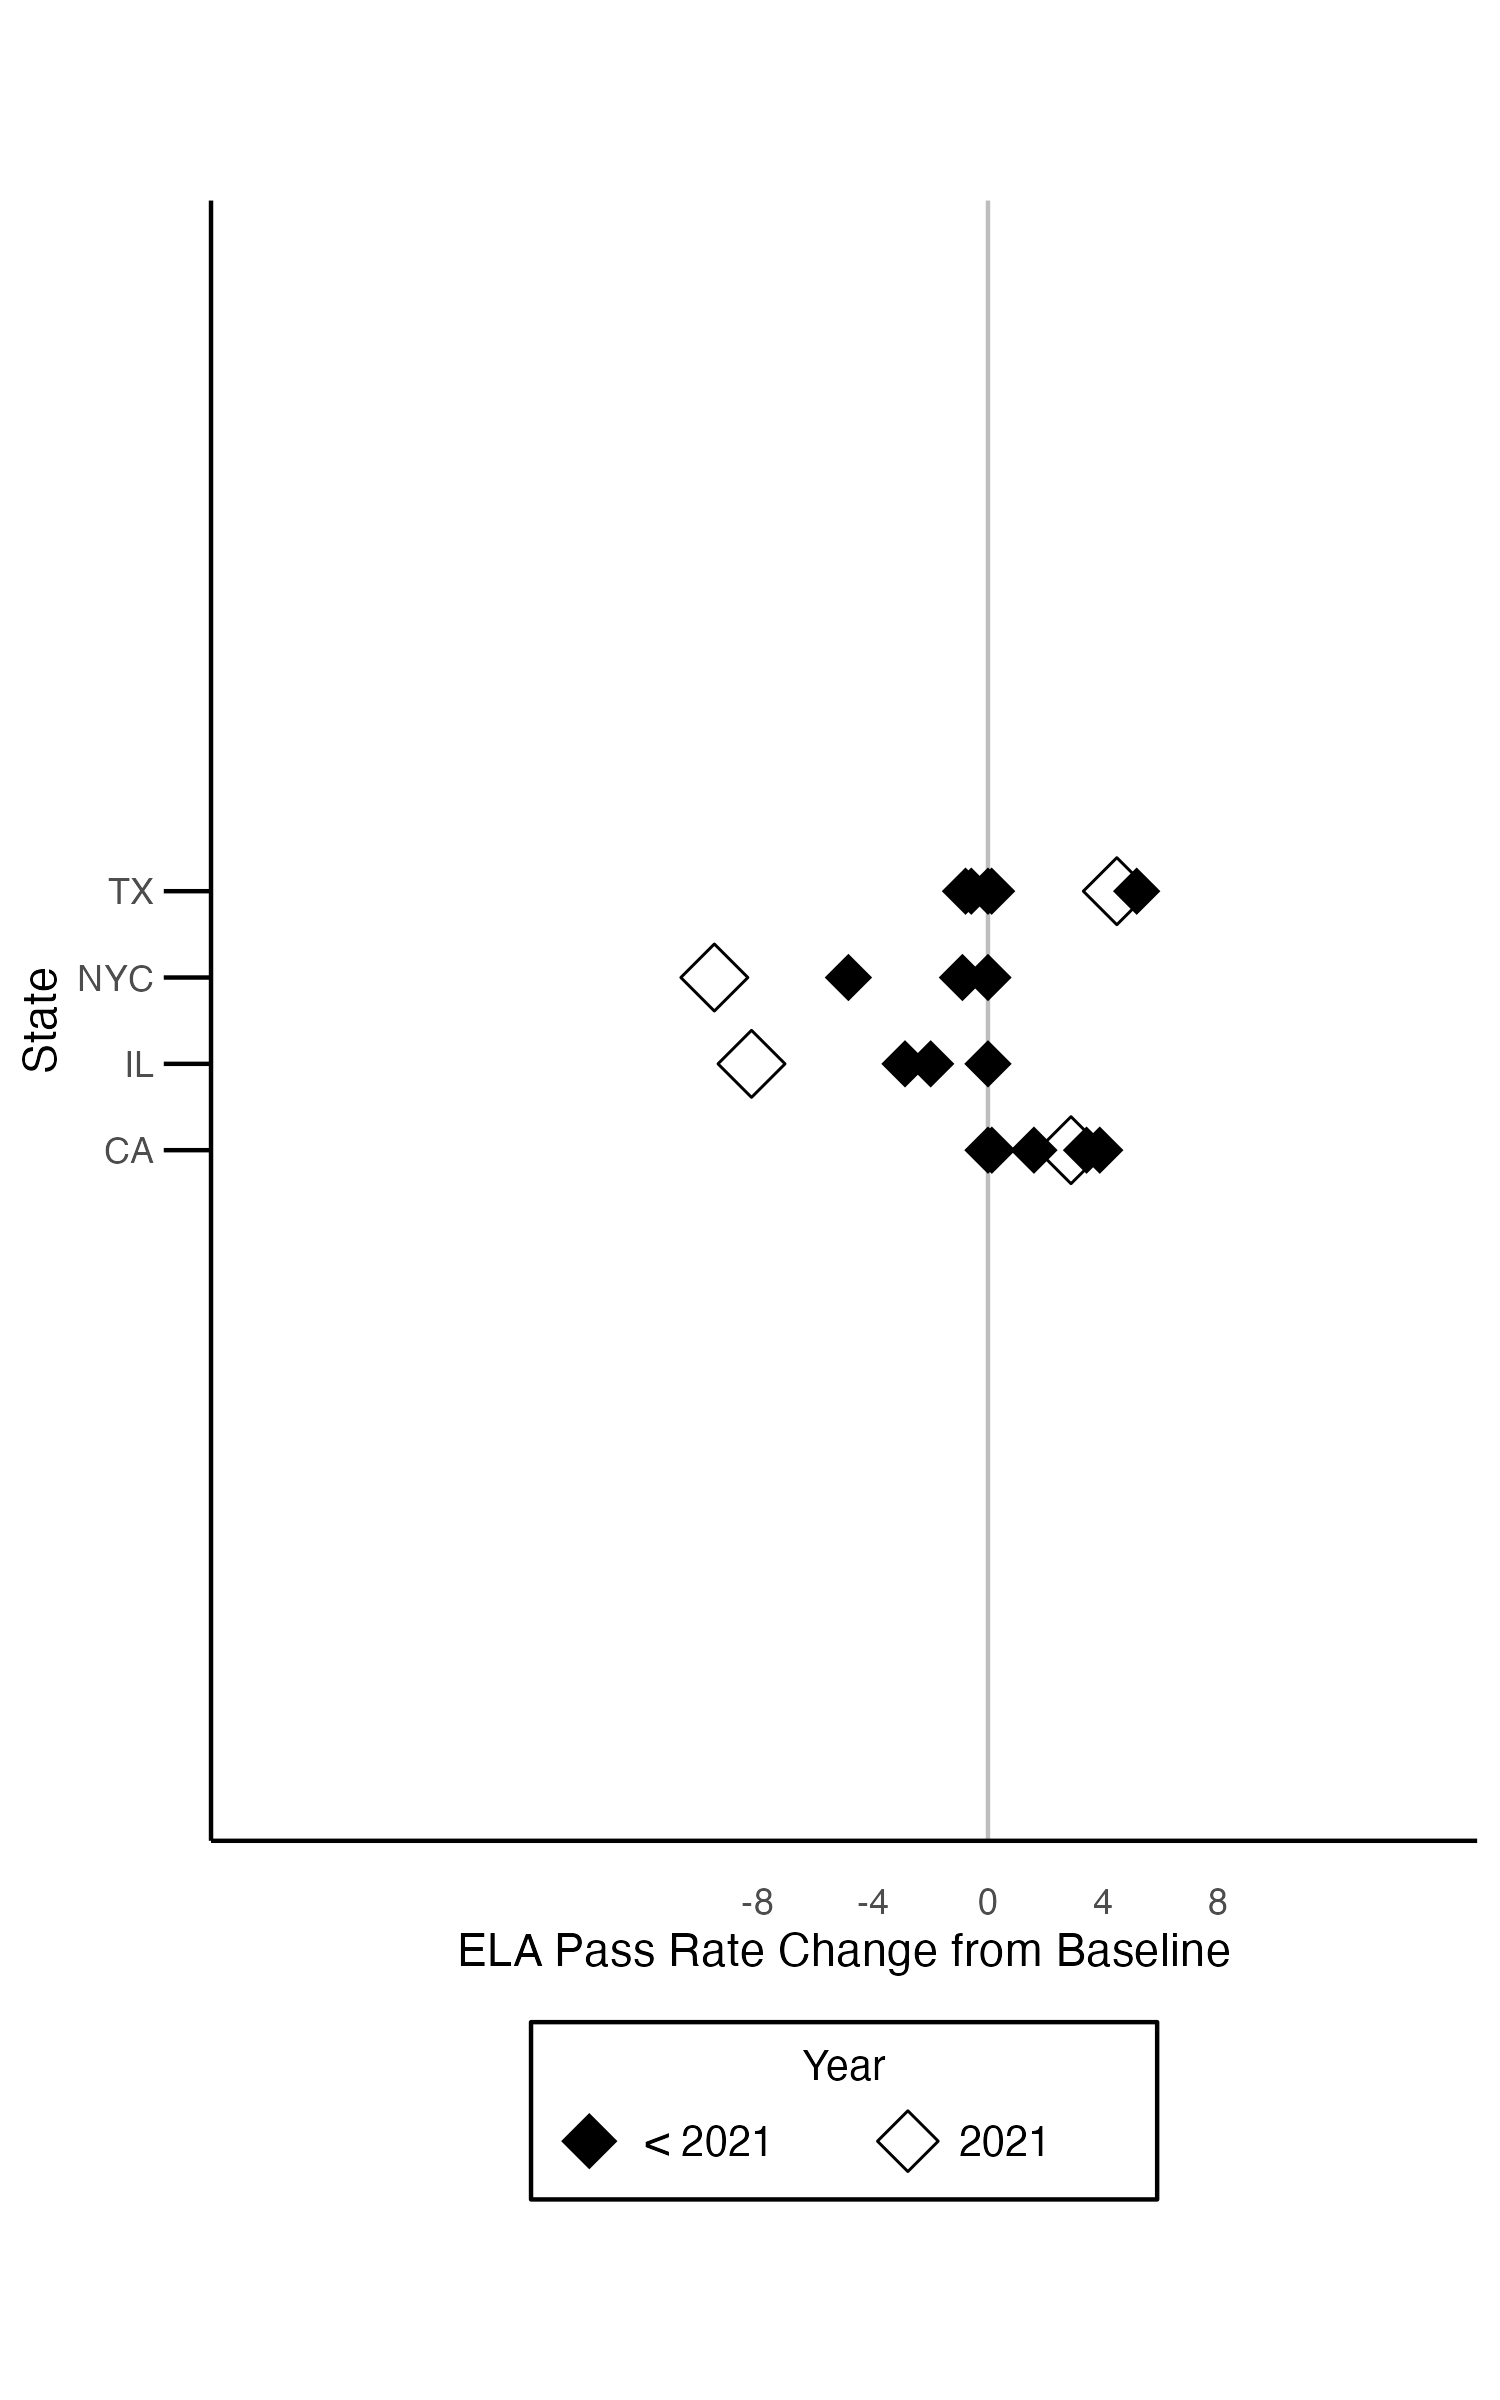 TX
NYC
IL
CA
State
-8 -4 0 4 8
ELA Pass Rate Change from Baseline
Year
< 2021 2021